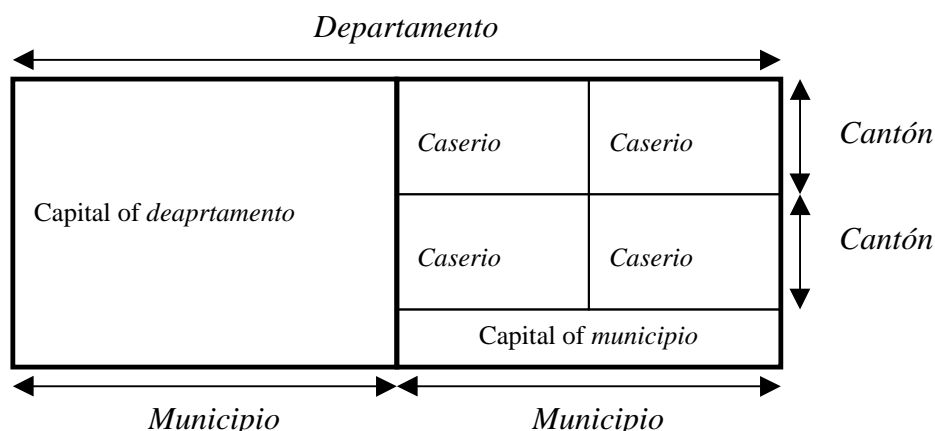 Departamento
Caserio Caserio Cantón
Capital of deaprtamento
Caserio Caserio Cantón
Capital of municipio
Municipio Municipio